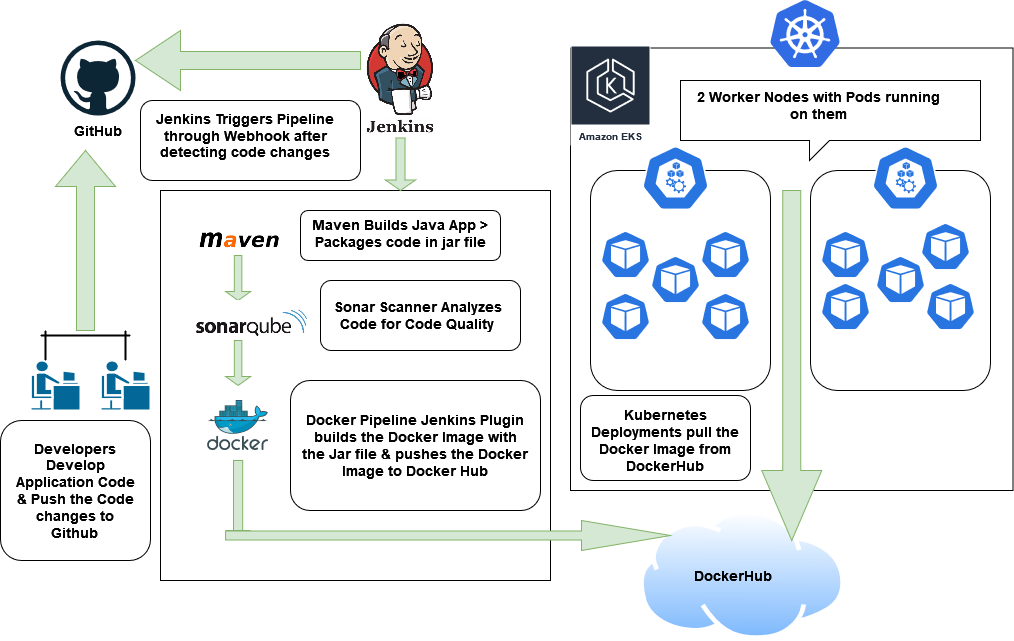 GitHub
Jenkins
Jenkins Triggers Pipeline
through Webhook after
detecting code changes
Developers
Develop
Application Code
& Push the Code
changes to
Github
maven
Maven Builds Java App >
Packages code in jar file
sonarqube
Sonar Scanner Analyzes
Code for Code Quality
docker
Docker Pipeline Jenkins Plugin
builds the Docker Image with
the Jar file & pushes the Docker
Image to Docker Hub
K
Amazon EKS
2 Worker Nodes with Pods running
on them
Kubernetes
Deployments pull the
Docker Image from
DockerHub
DockerHub